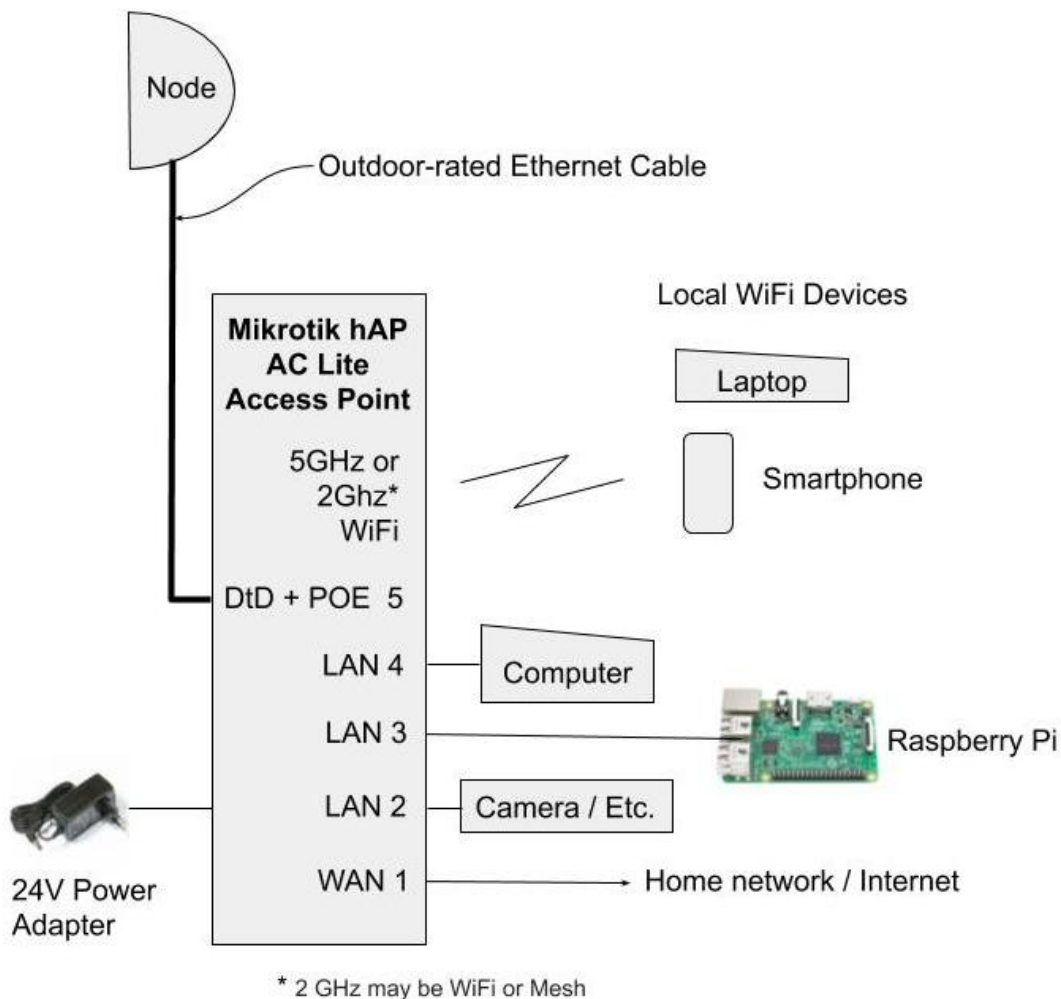 Node
Outdoor-rated Ethernet Cable
Local WiFi Devices
Mikrotik hAP
AC Lite
Access Point
Laptop
5GHz or
2Ghz*
WiFi
Smartphone
DtD + POE 5
LAN 4
Computer
LAN 3
Raspberry Pi
LAN 2
Camera / Etc.
24V Power
Adapter
WAN 1
Home network / Internet
* 2 GHz may be WiFi or Mesh